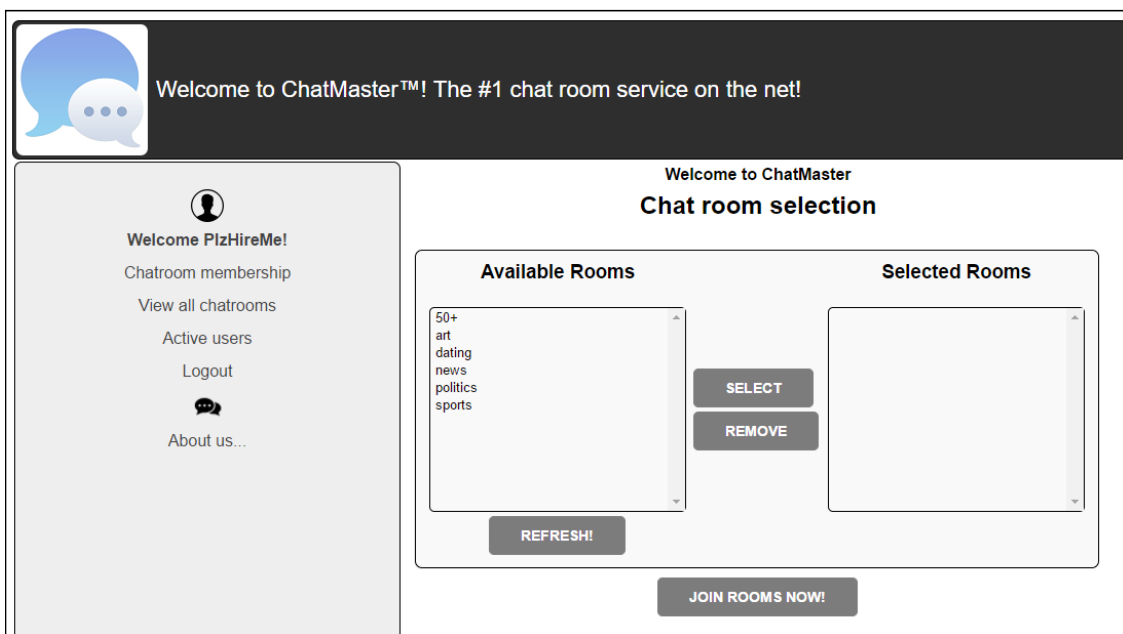 Welcome to ChatMaster™! The #1 chat room service on the net!
Welcome PlzHireMe!
Chatroom membership
View all chatrooms
Active users
Logout
About us...
Welcome to ChatMaster
Chat room selection
Available Rooms
50+
art
dating
news
politics
sports
REFRESH!
SELECT
REMOVE
Selected Rooms
JOIN ROOMS NOW!